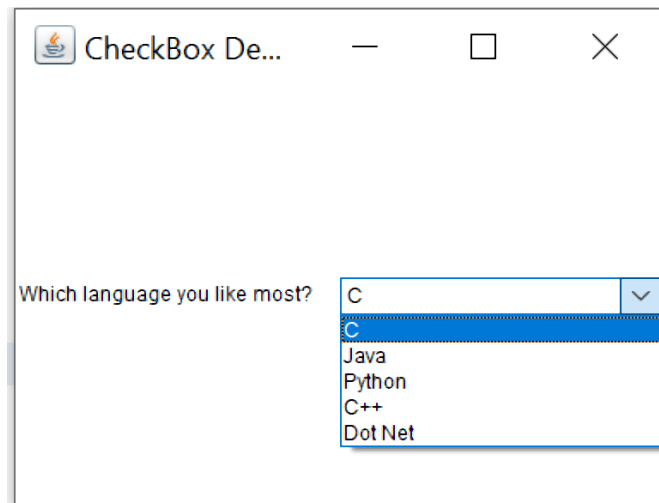 CheckBox De...
Which language you like most? C
C
Java
Python
C++
Dot Net